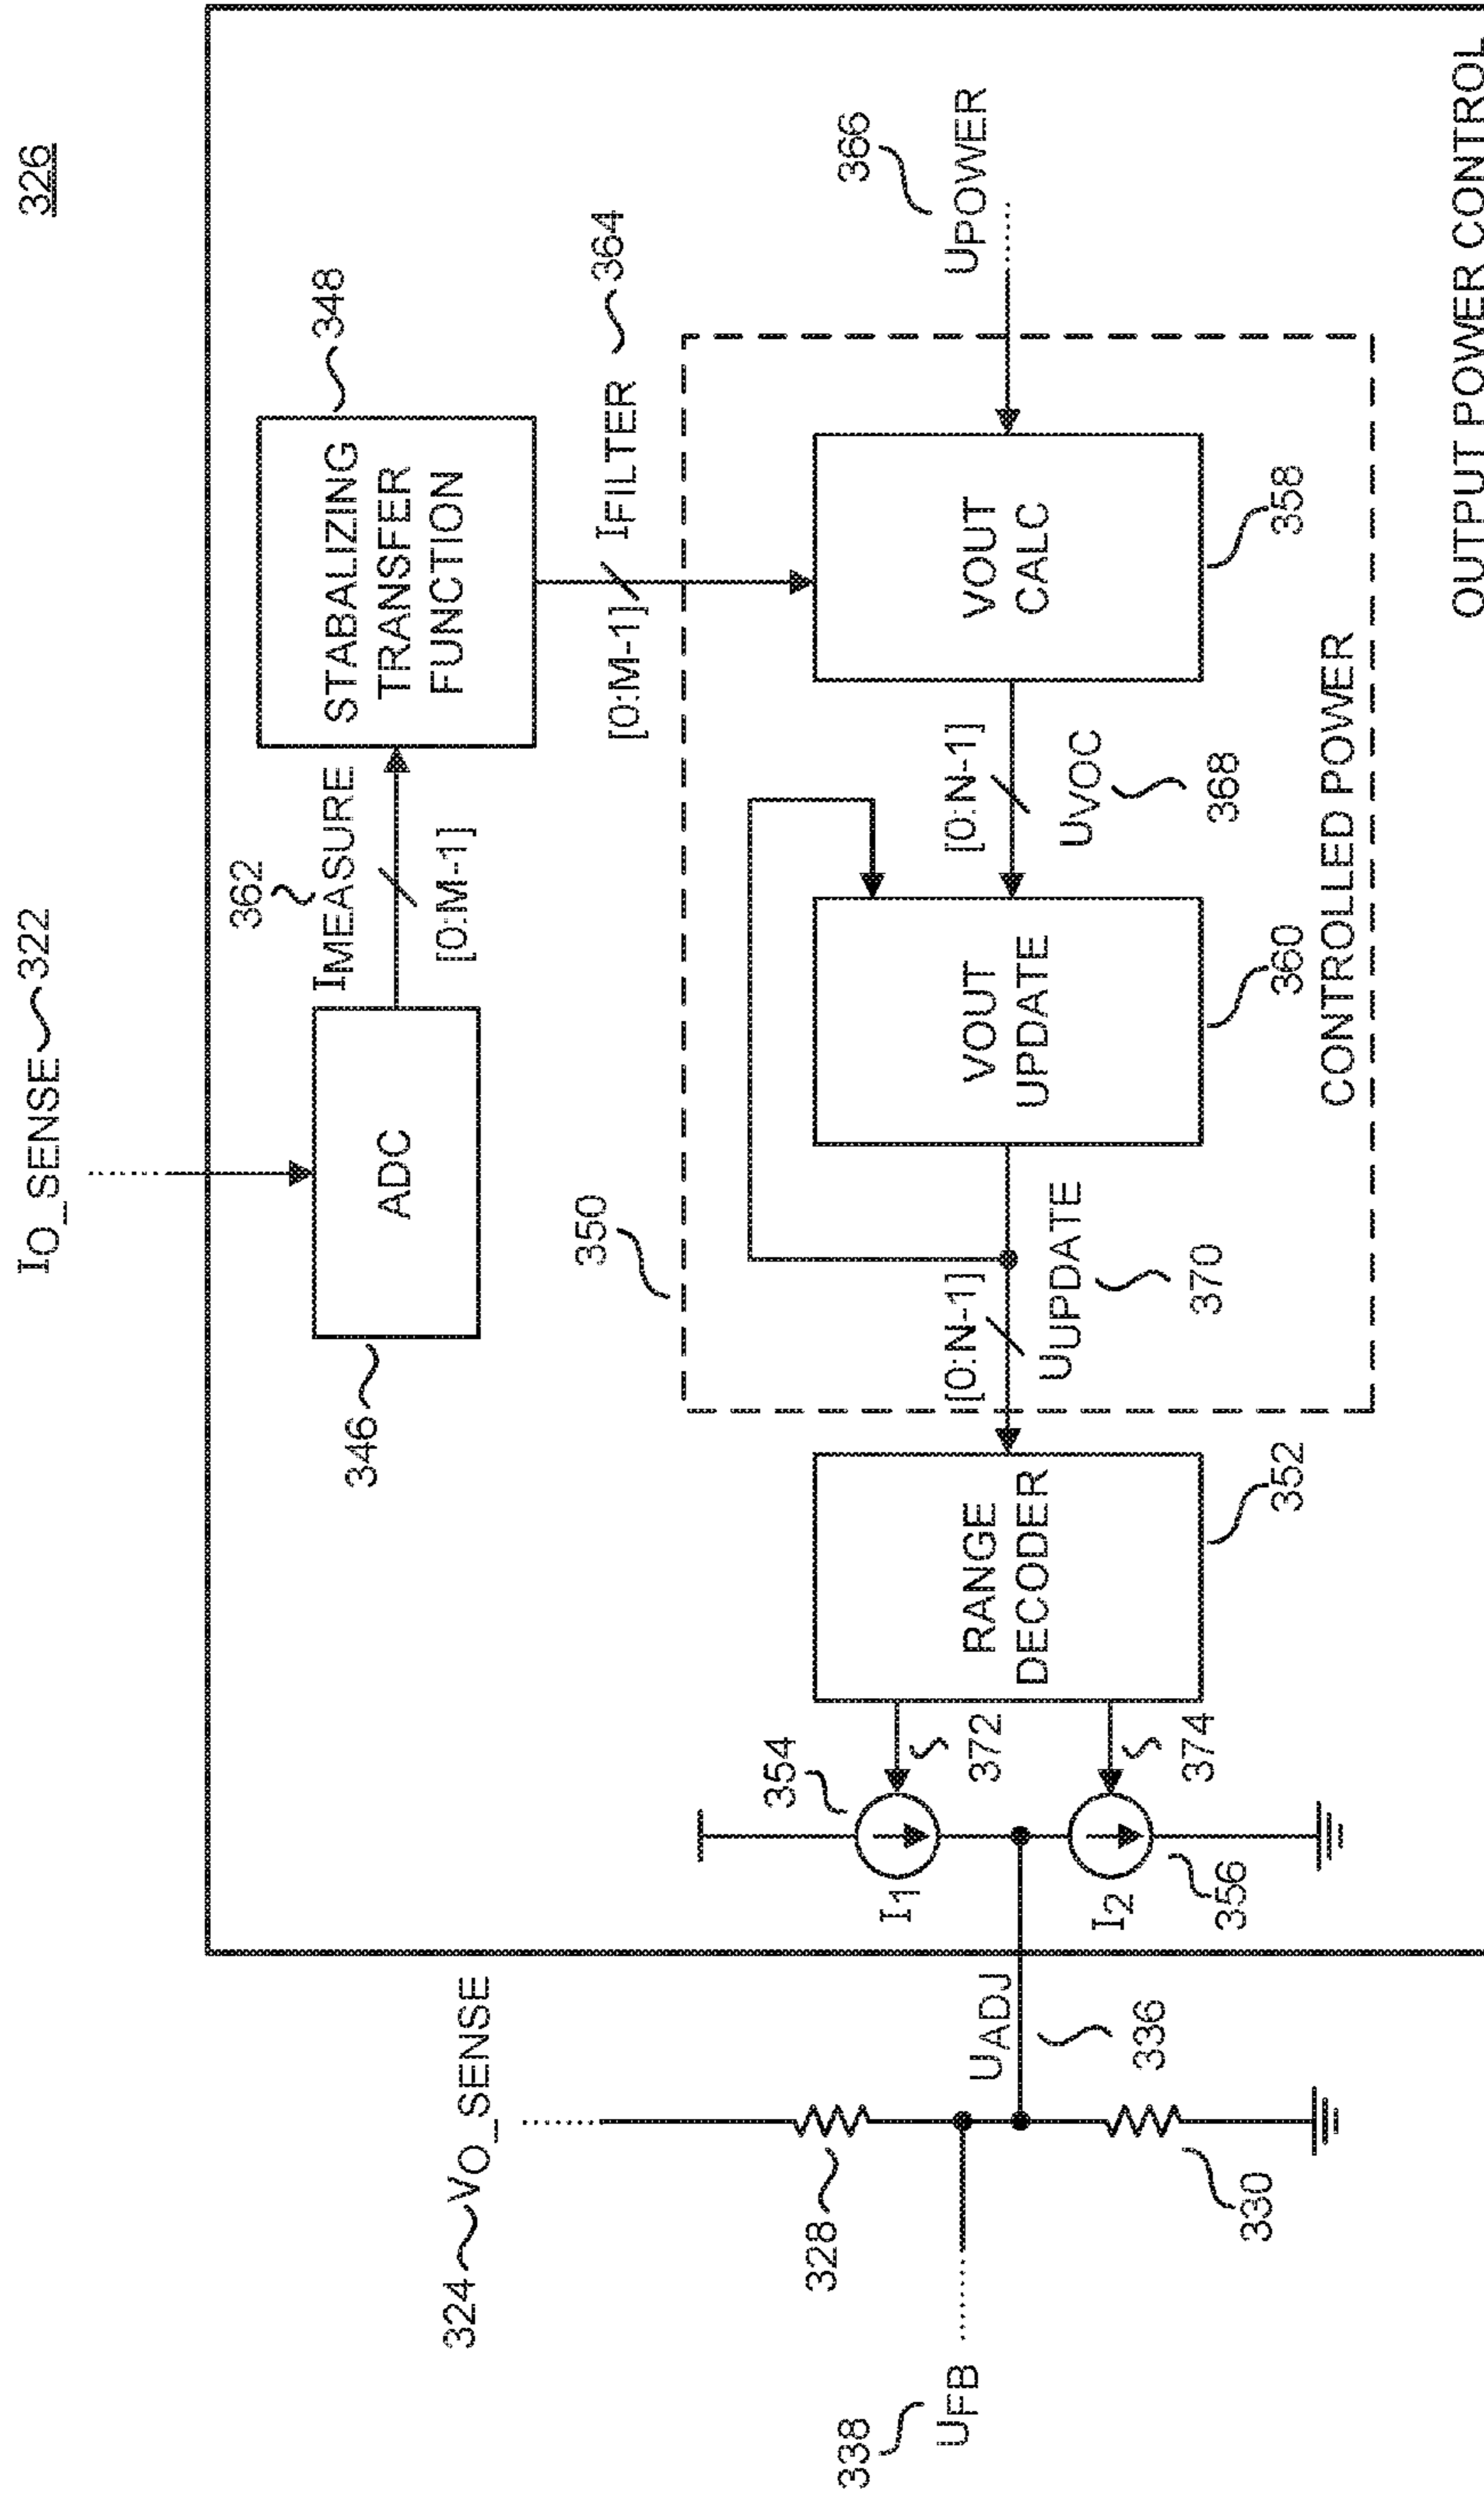 326
IO_SENSE 322
324 VO_SENSE
362
IMEASURE
[0:M-1]
ADC
346
STABALIZING
TRANSFER
FUNCTION
348
[0:M-1]
IFILTER
364
350
338
UFB
328
330
UADJ
336
354
I1
I2
356
372
374
RANGE
DECODER
352
[0:N-1]
UUPDATE
370
VOUT
UPDATE
360
[0:N-1]
UVOC
368
VOUT
CALC
358
366
UPOWER
CONTROLLED POWER
OUTPUT POWER CONTROL